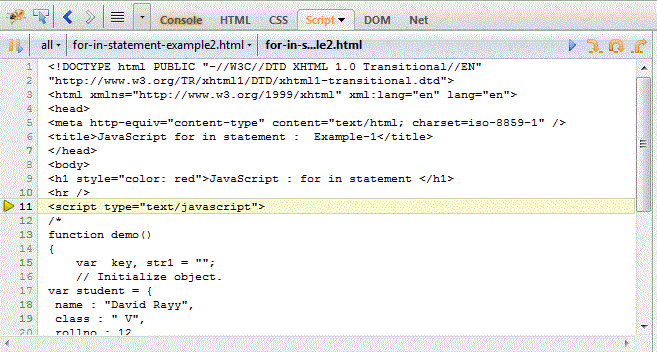 Console HTML CSS Script DOM Net
all for-in-statement-example2.html for-in-s...le2.html
1 <!DOCTYPE html PUBLIC "-//W3C//DTD XHTML 1.0 Transitional//EN"
2 "http://www.w3.org/TR/xhtml1/DTD/xhtml1-transitional.dtd">
3 <html xmlns="http://www.w3.org/1999/xhtml" xml:lang="en" lang="en">
4 <head>
5 <meta http-equiv="content-type" content="text/html; charset=iso-8859-1" />
6 <title>JavaScript for in statement :  Example-1</title>
7 </head>
8 <body>
9 <h1 style="color: red">JavaScript : for in statement </h1>
10 <hr />
11 <script type="text/javascript">
12 /*
13 function demo()
14 {
15     var  key, str1 = "";
16     // Initialize object.
17 var student = {
18  name : "David Rayy",
19  class : " V",
20  rollno : 12